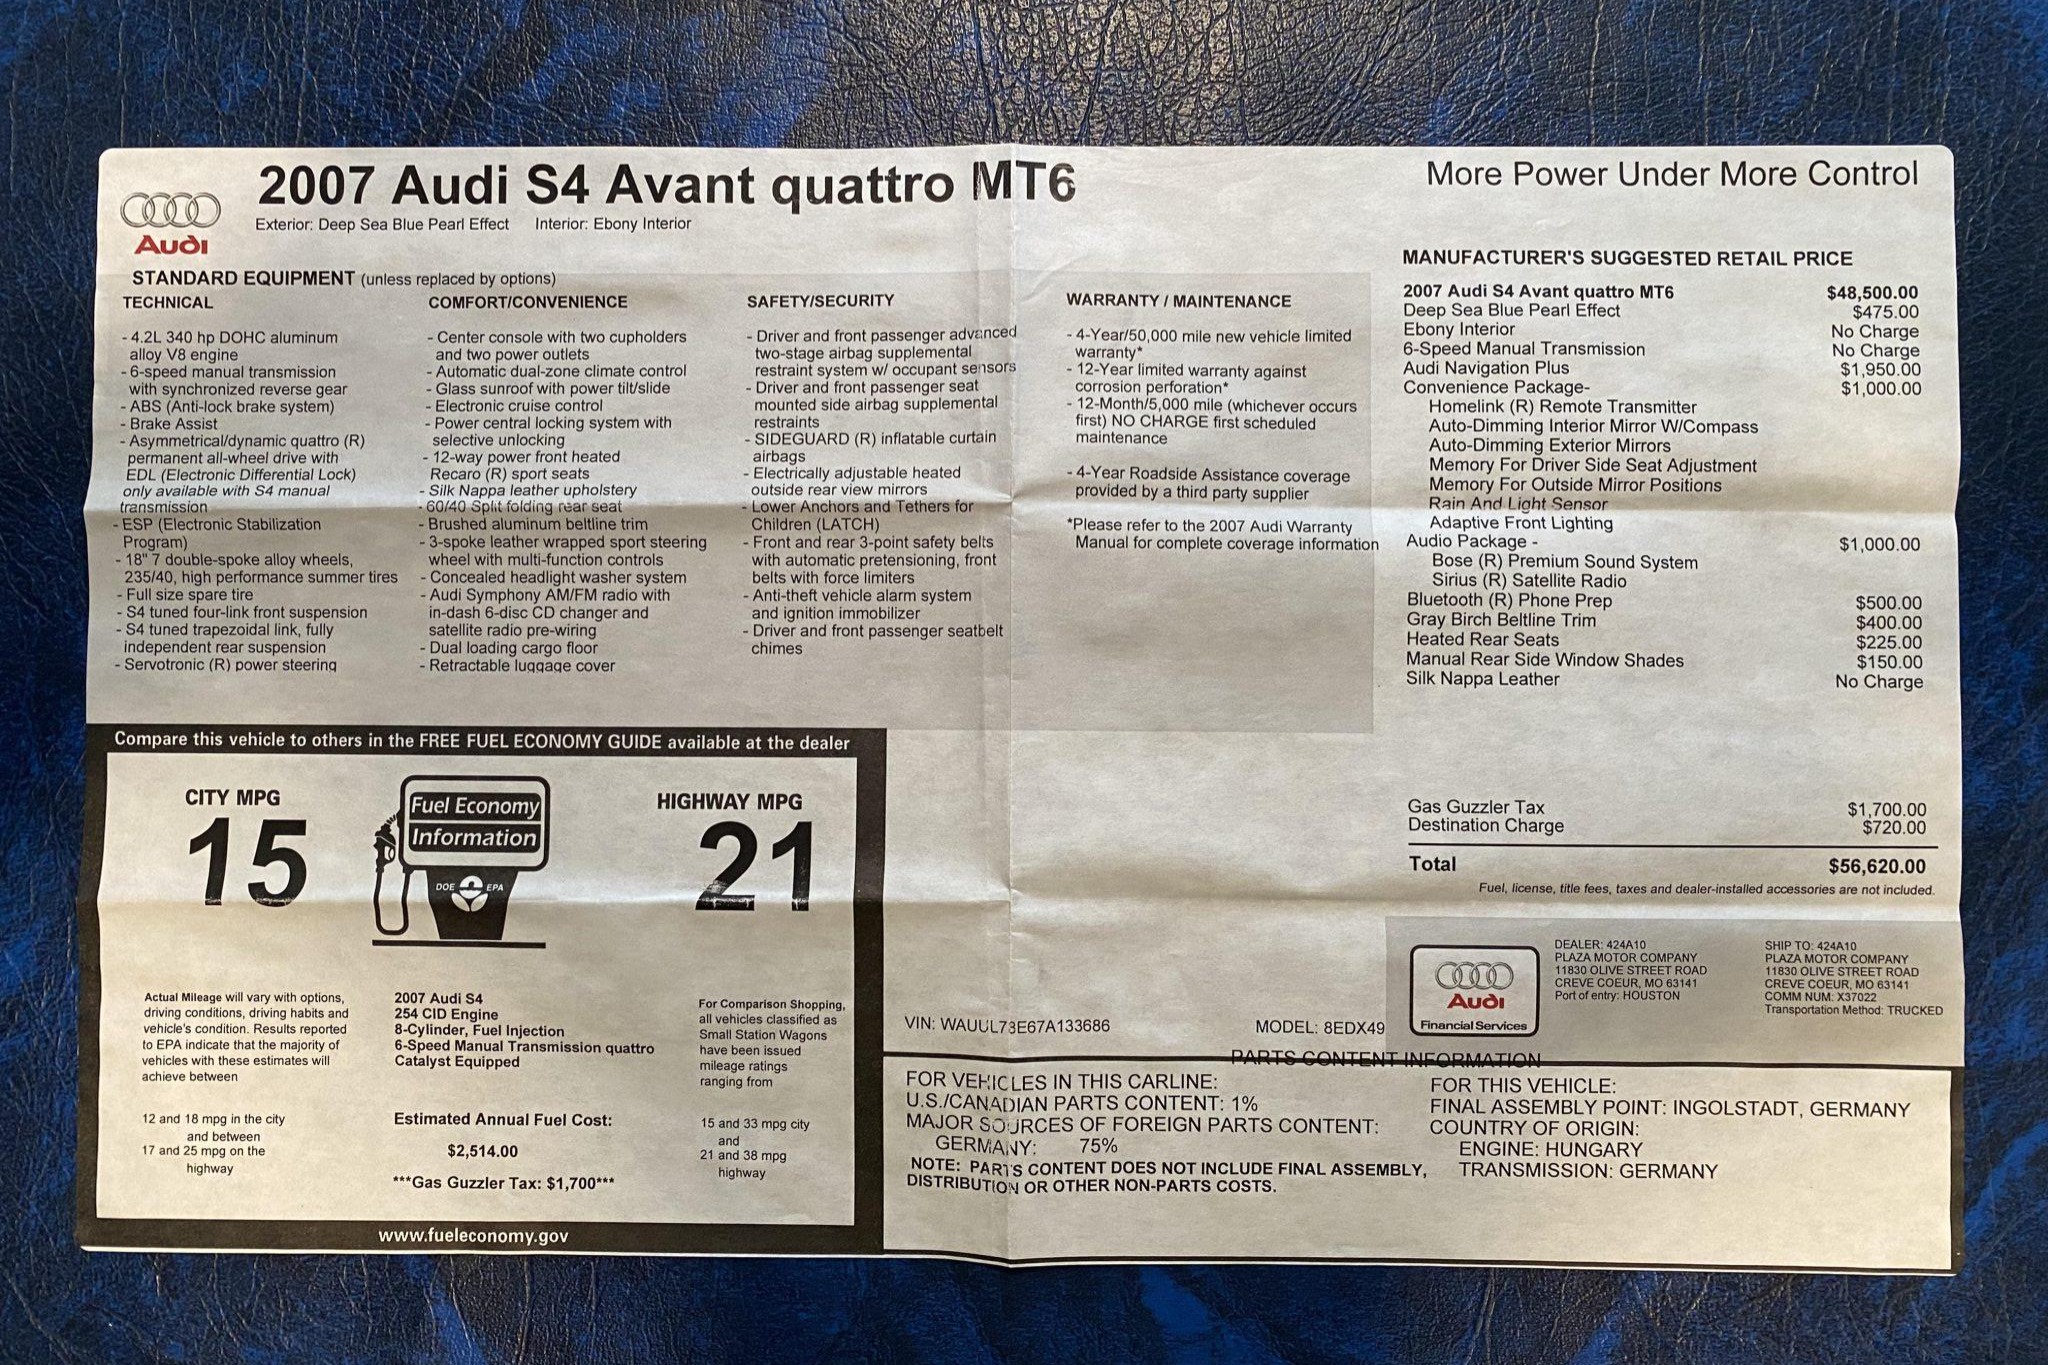 2007 Audi S4 Avant quattro MT6
Exterior: Deep Sea Blue Pearl Effect Interior: Ebony Interior
Audi
More Power Under More Control
STANDARD EQUIPMENT (unless replaced by options)
TECHNICAL
- 4.2L 340 hp DOHC aluminum
alloy V8 engine
- 6-speed manual transmission
with synchronized reverse gear
- ABS (Anti-lock brake system)
- Brake Assist
- Asymmetrical/dynamic quattro (R)
permanent all-wheel drive with
EDL (Electronic Differential Lock)
only available with S4 manual
transmission
- ESP (Electronic Stabilization
Program)
- 18" 7 double-spoke alloy wheels,
235/40, high performance summer tires
- Full size spare tire
- S4 tuned four-link front suspension
- S4 tuned trapezoidal link, fully
independent rear suspension
- Servotronic (R) power steering
COMFORT/CONVENIENCE
- Center console with two cupholders
and two power outlets
- Automatic dual-zone climate control
- Glass sunroof with power tilt/slide
- Electronic cruise control
- Power central locking system with
selective unlocking
- 12-way power front heated
Recaro (R) sport seats
- Silk Nappa leather upholstery
- 60/40 Split folding rear seat
- Brushed aluminum beltline trim
- 3-spoke leather wrapped sport steering
wheel with multi-function controls
- Concealed headlight washer system
- Audi Symphony AM/FM radio with
in-dash 6-disc CD changer and
satellite radio pre-wiring
- Dual loading cargo floor
- Retractable luggage cover
SAFETY/SECURITY
- Driver and front passenger advanced
two-stage airbag supplemental
restraint system w/ occupant sensors
- Driver and front passenger seat
mounted side airbag supplemental
restraints
- SIDEGUARD (R) inflatable curtain
airbags
- Electrically adjustable heated
outside rear view mirrors
- Lower Anchors and Tethers for
Children (LATCH)
- Front and rear 3-point safety belts
with automatic pretensioning, front
belts with force limiters
- Anti-theft vehicle alarm system
and ignition immobilizer
- Driver and front passenger seatbelt
chimes
WARRANTY / MAINTENANCE
- 4-Year/50,000 mile new vehicle limited
warranty*
- 12-Year limited warranty against
corrosion perforation*
- 12-Month/5,000 mile (whichever occurs
first) NO CHARGE first scheduled
maintenance
- 4-Year Roadside Assistance coverage
provided by a third party supplier
*Please refer to the 2007 Audi Warranty
Manual for complete coverage information
MANUFACTURER'S SUGGESTED RETAIL PRICE
2007 Audi S4 Avant quattro MT6 $48,500.00
Deep Sea Blue Pearl Effect $475.00
Ebony Interior No Charge
6-Speed Manual Transmission No Charge
Audi Navigation Plus $1,950.00
Convenience Package- $1,000.00
Homelink (R) Remote Transmitter
Auto-Dimming Interior Mirror W/Compass
Auto-Dimming Exterior Mirrors
Memory For Driver Side Seat Adjustment
Memory For Outside Mirror Positions
Rain And Light Sensor
Adaptive Front Lighting
Audio Package - $1,000.00
Bose (R) Premium Sound System
Sirius (R) Satellite Radio
Bluetooth (R) Phone Prep $500.00
Gray Birch Beltline Trim $400.00
Heated Rear Seats $225.00
Manual Rear Side Window Shades $150.00
Silk Nappa Leather No Charge
Gas Guzzler Tax $1,700.00
Destination Charge $720.00
Total $56,620.00
Fuel, license, title fees, taxes and dealer-installed accessories are not included.
Compare this vehicle to others in the FREE FUEL ECONOMY GUIDE available at the dealer
CITY MPG
15
Fuel Economy
Information
DOE EPA
HIGHWAY MPG
21
Actual Mileage will vary with options,
driving conditions, driving habits and
vehicle's condition. Results reported
to EPA indicate that the majority of
vehicles with these estimates will
achieve between
12 and 18 mpg in the city
and between
17 and 25 mpg on the
highway
2007 Audi S4
254 CID Engine
8-Cylinder, Fuel Injection
6-Speed Manual Transmission quattro
Catalyst Equipped
Estimated Annual Fuel Cost:
$2,514.00
***Gas Guzzler Tax: $1,700***
For Comparison Shopping,
all vehicles classified as
Small Station Wagons
have been issued
mileage ratings
ranging from
15 and 33 mpg city
and
21 and 38 mpg
highway
www.fueleconomy.gov
VIN: WAUUL73E67A133686 MODEL: 8EDX49
Audi
Financial Services
DEALER: 424A10
PLAZA MOTOR COMPANY
11830 OLIVE STREET ROAD
CREVE COEUR, MO 63141
Port of entry: HOUSTON
SHIP TO: 424A10
PLAZA MOTOR COMPANY
11830 OLIVE STREET ROAD
CREVE COEUR, MO 63141
COMM NUM: X37022
Transportation Method: TRUCKED
PARTS CONTENT INFORMATION
FOR VEHICLES IN THIS CARLINE:
U.S./CANADIAN PARTS CONTENT: 1%
MAJOR SOURCES OF FOREIGN PARTS CONTENT:
GERMANY: 75%
NOTE: PARTS CONTENT DOES NOT INCLUDE FINAL ASSEMBLY,
DISTRIBUTION OR OTHER NON-PARTS COSTS.
FOR THIS VEHICLE:
FINAL ASSEMBLY POINT: INGOLSTADT, GERMANY
COUNTRY OF ORIGIN:
ENGINE: HUNGARY
TRANSMISSION: GERMANY